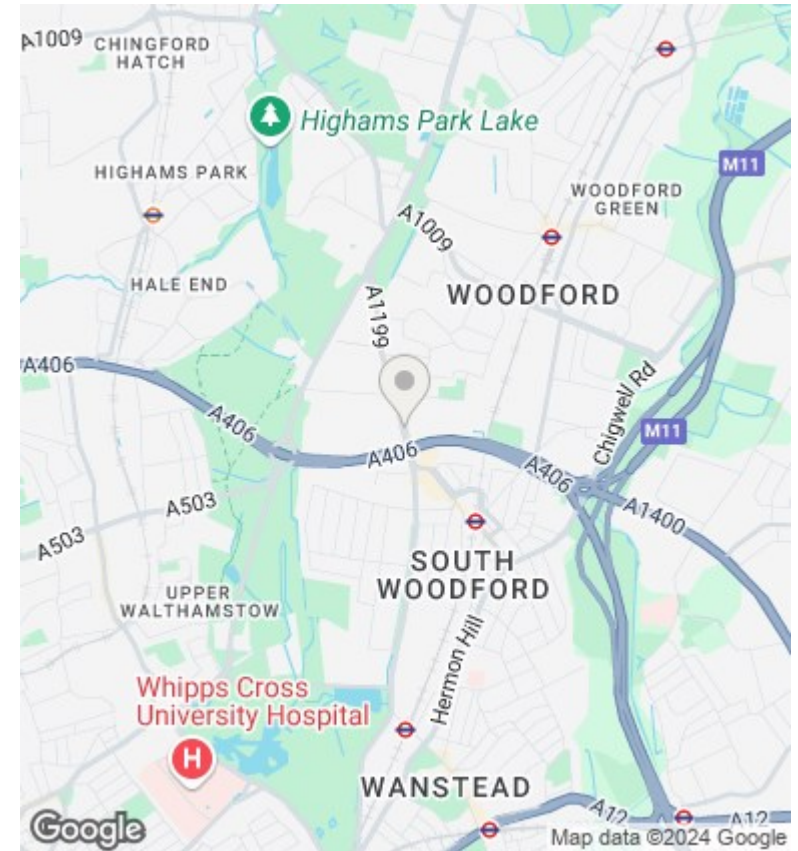 A1009
CHINGFORD
HATCH
Highams Park Lake
M11
HIGHAMS PARK
WOODFORD
GREEN
A1009
HALE END
WOODFORD
A1199
A406
Chigwell Rd
A406
M11
A406
A406
A503
A1400
A503
SOUTH
WOODFORD
UPPER
WALTHAMSTOW
Hermon Hill
Whipps Cross
University Hospital
H
WANSTEAD
A12
A12
Google
Map data ©2024 Google